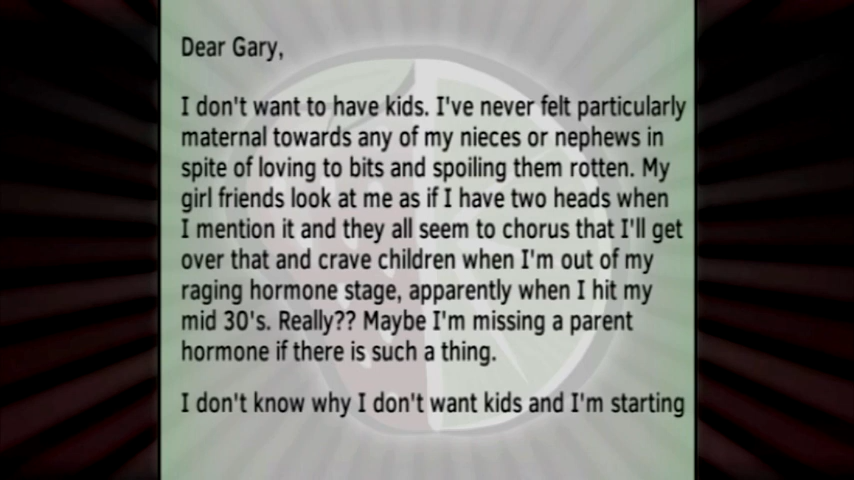 Dear Gary,
I don't want to have kids. I've never felt particularly
maternal towards any of my nieces or nephews in
spite of loving to bits and spoiling them rotten. My
girl friends look at me as if I have two heads when
I mention it and they all seem to chorus that I'll get
over that and crave children when I'm out of my
raging hormone stage, apparently when I hit my
mid 30's. Really?? Maybe I'm missing a parent
hormone if there is such a thing.
I don't know why I don't want kids and I'm starting